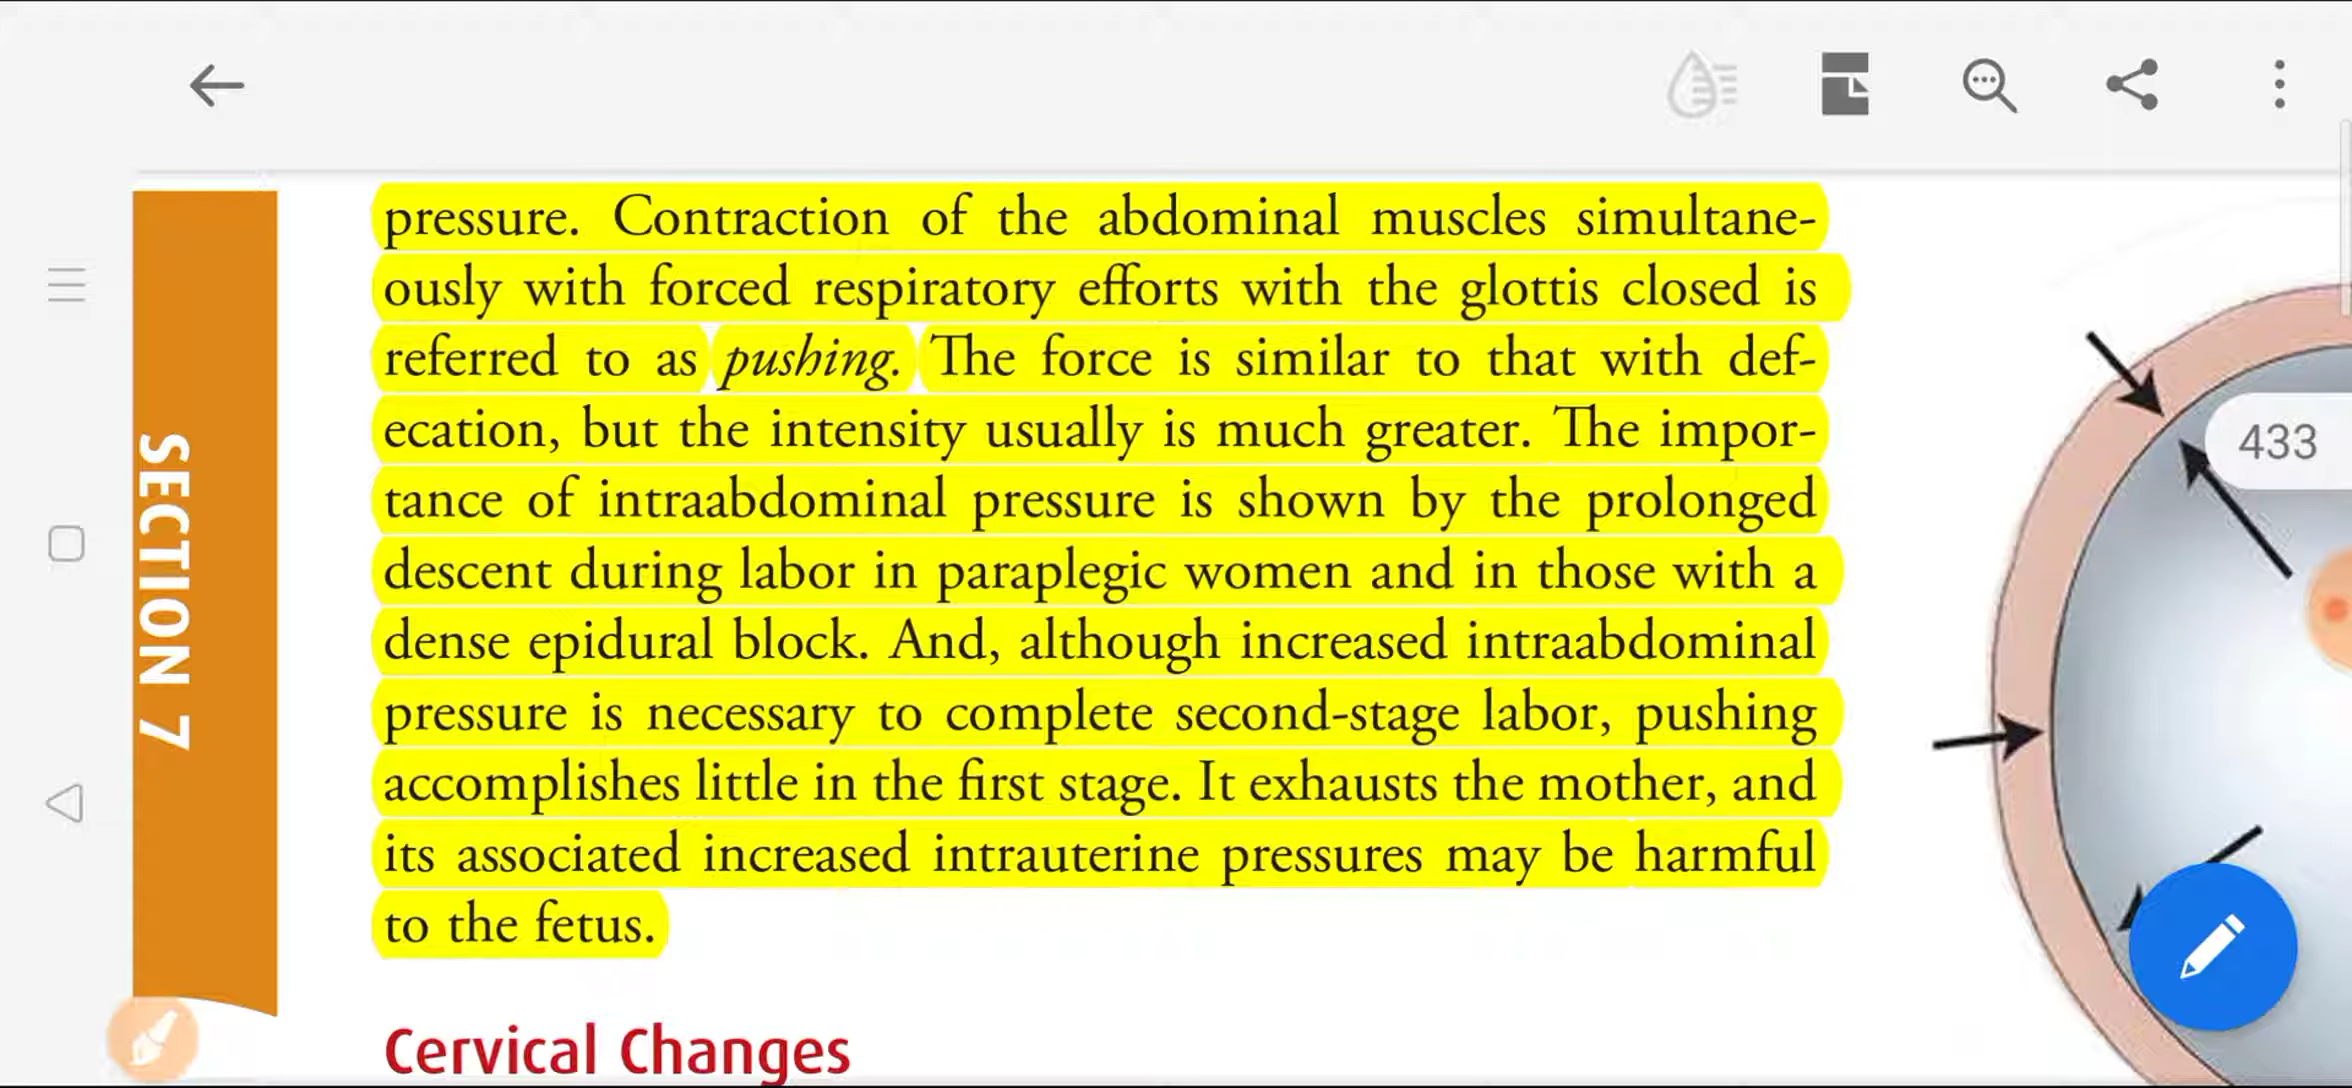 SECTION 7
pressure. Contraction of the abdominal muscles simultane-
ously with forced respiratory efforts with the glottis closed is
referred to as pushing. The force is similar to that with def-
ecation, but the intensity usually is much greater. The impor-
tance of intraabdominal pressure is shown by the prolonged
descent during labor in paraplegic women and in those with a
dense epidural block. And, although increased intraabdominal
pressure is necessary to complete second-stage labor, pushing
accomplishes little in the first stage. It exhausts the mother, and
its associated increased intrauterine pressures may be harmful
to the fetus.
Cervical Changes
433